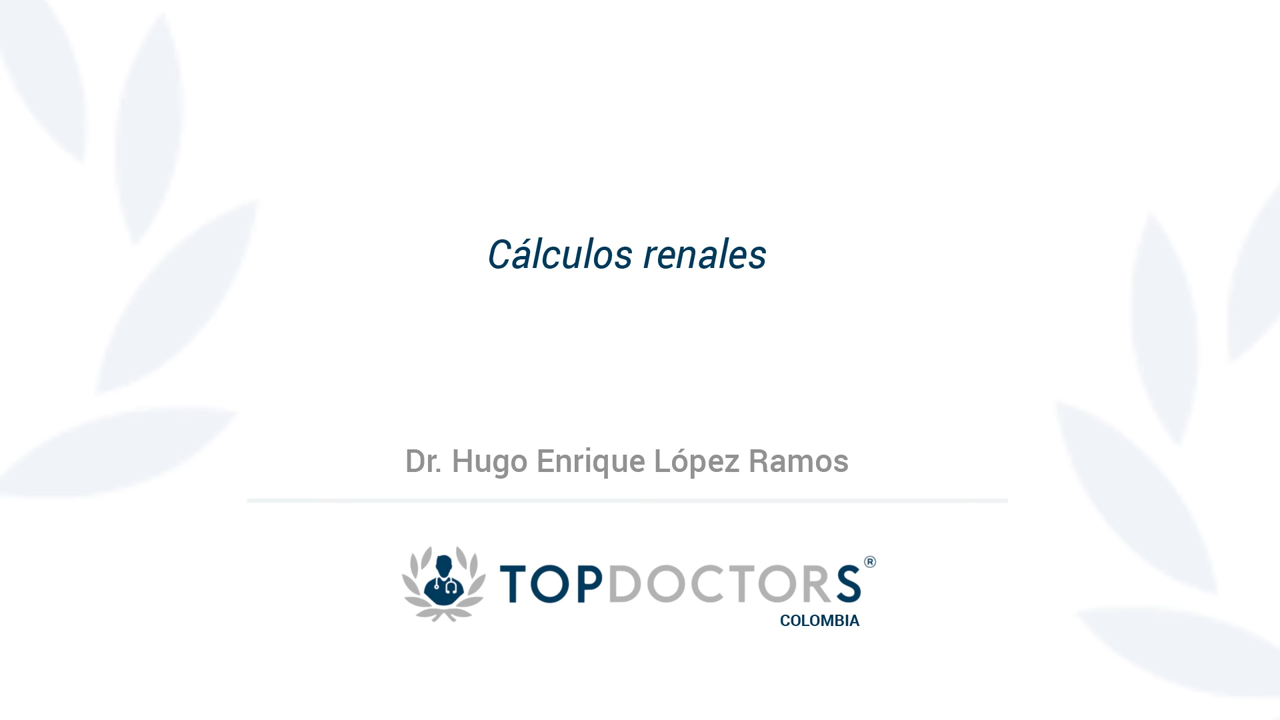 Cálculos renales
Dr. Hugo Enrique López Ramos
TOPDOCTORS®
COLOMBIA